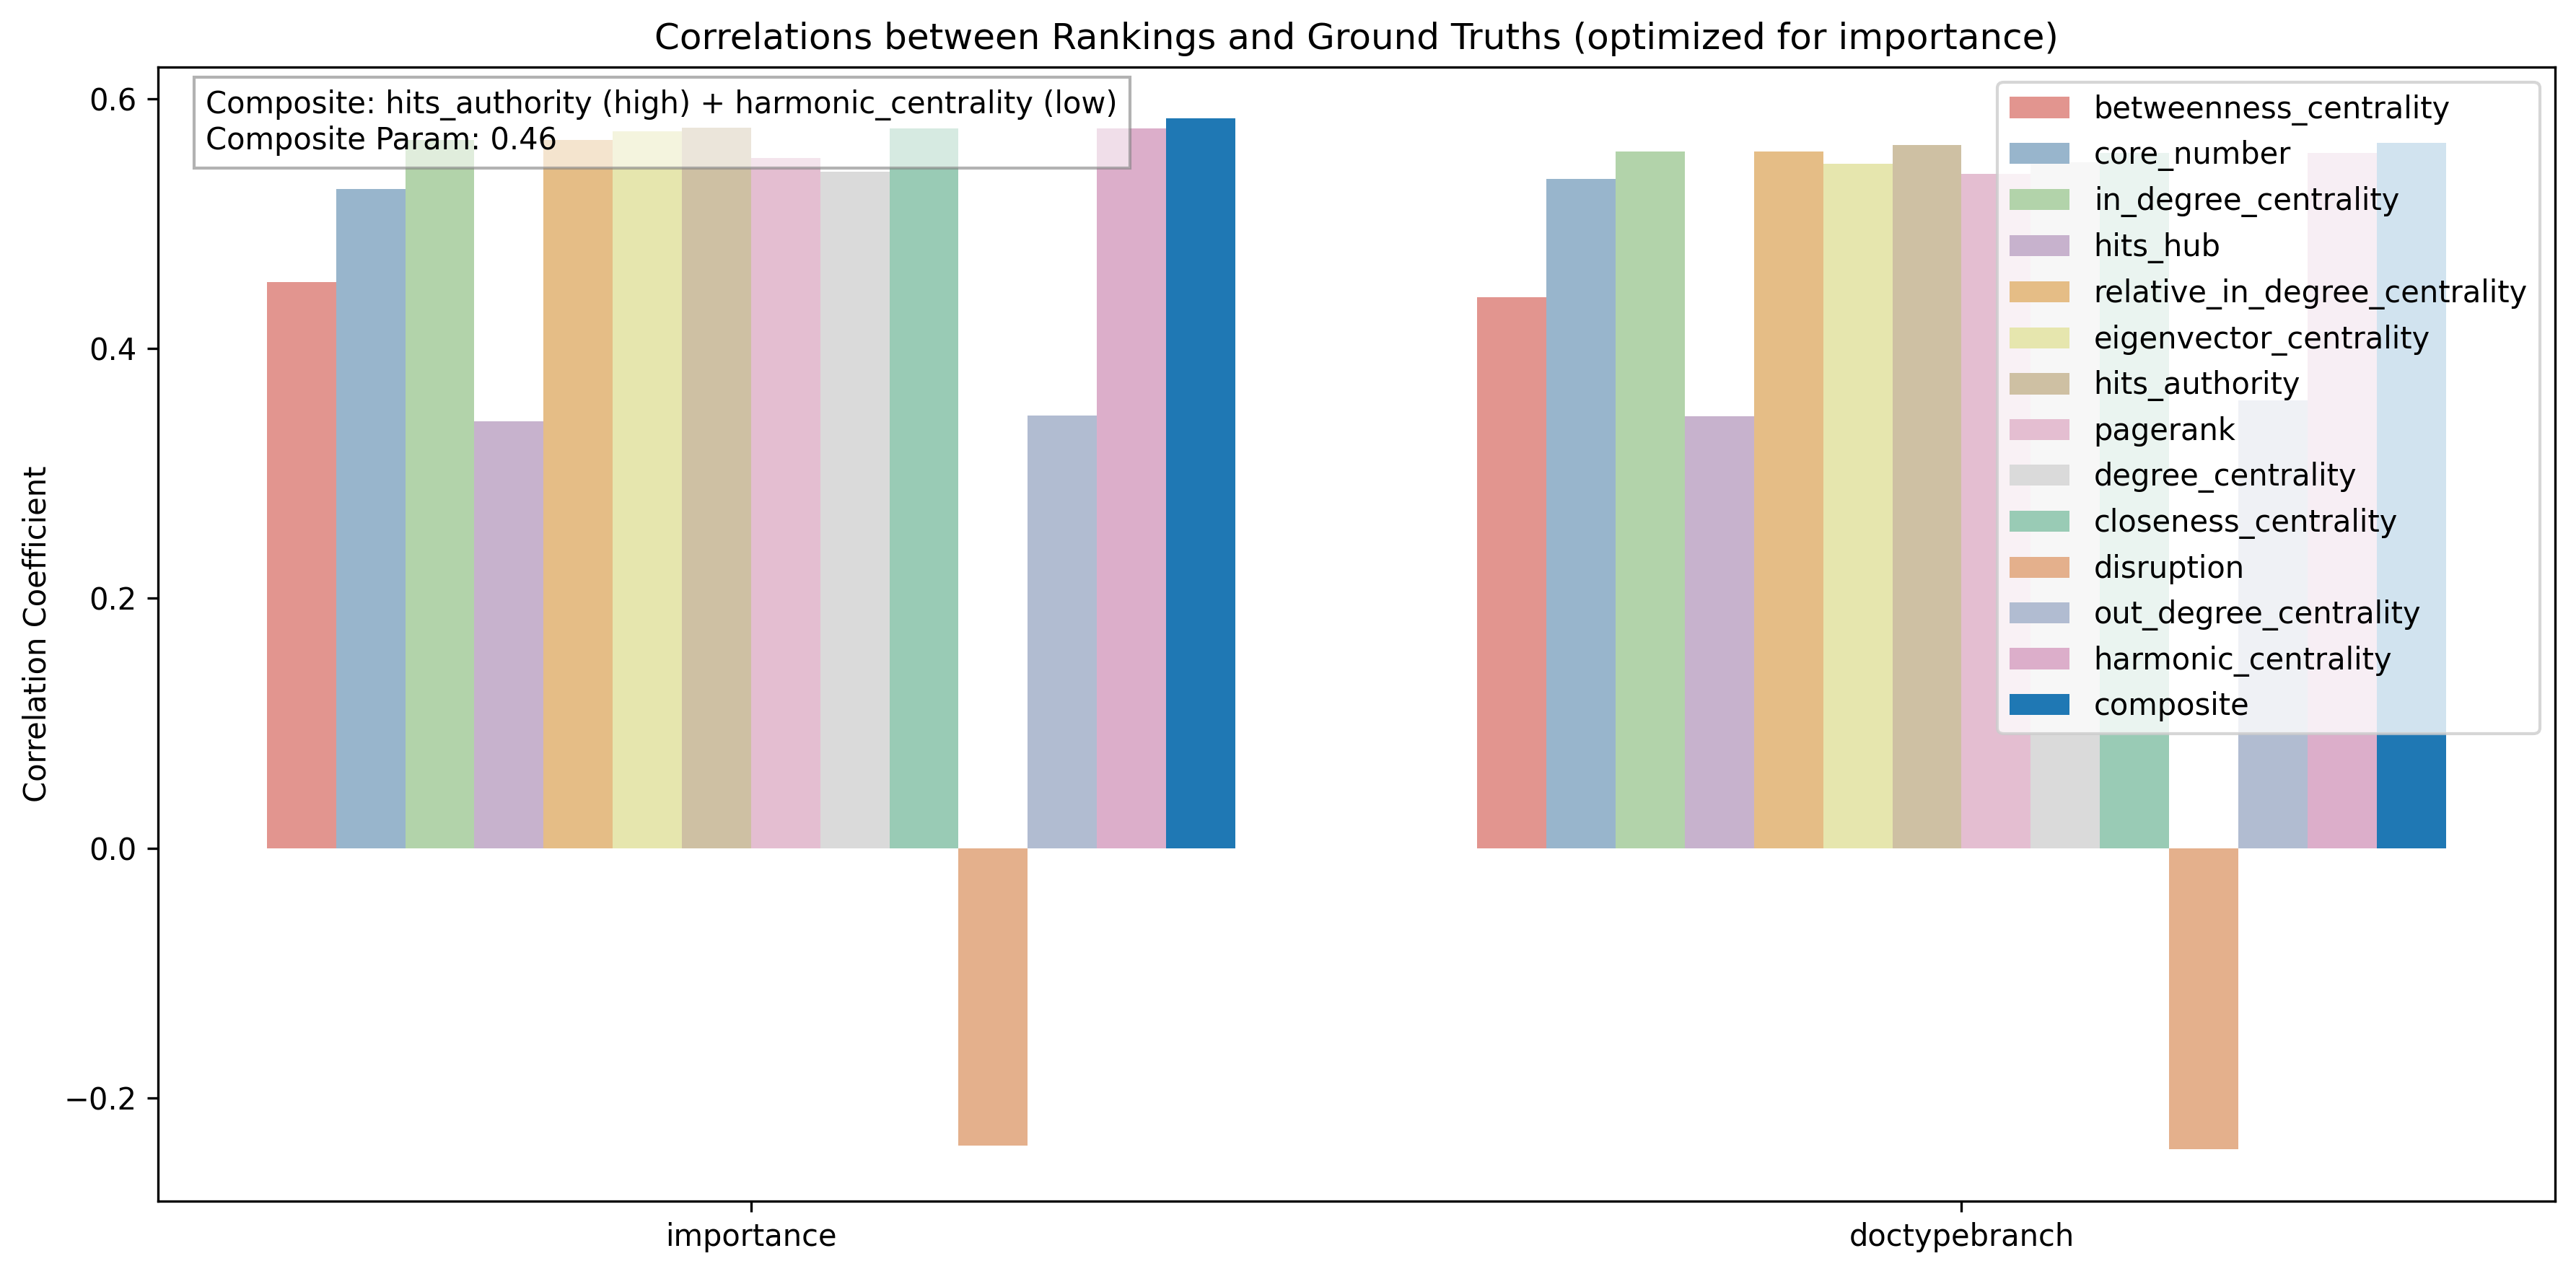 Correlations between Rankings and Ground Truths (optimized for importance)
Composite: hits_authority (high) + harmonic_centrality (low)
Composite Param: 0.46
betweenness_centrality
core_number
in_degree_centrality
hits_hub
relative_in_degree_centrality
eigenvector_centrality
hits_authority
pagerank
degree_centrality
closeness_centrality
disruption
out_degree_centrality
harmonic_centrality
composite
Correlation Coefficient
0.6
0.4
0.2
0.0
−0.2
importance
doctypebranch